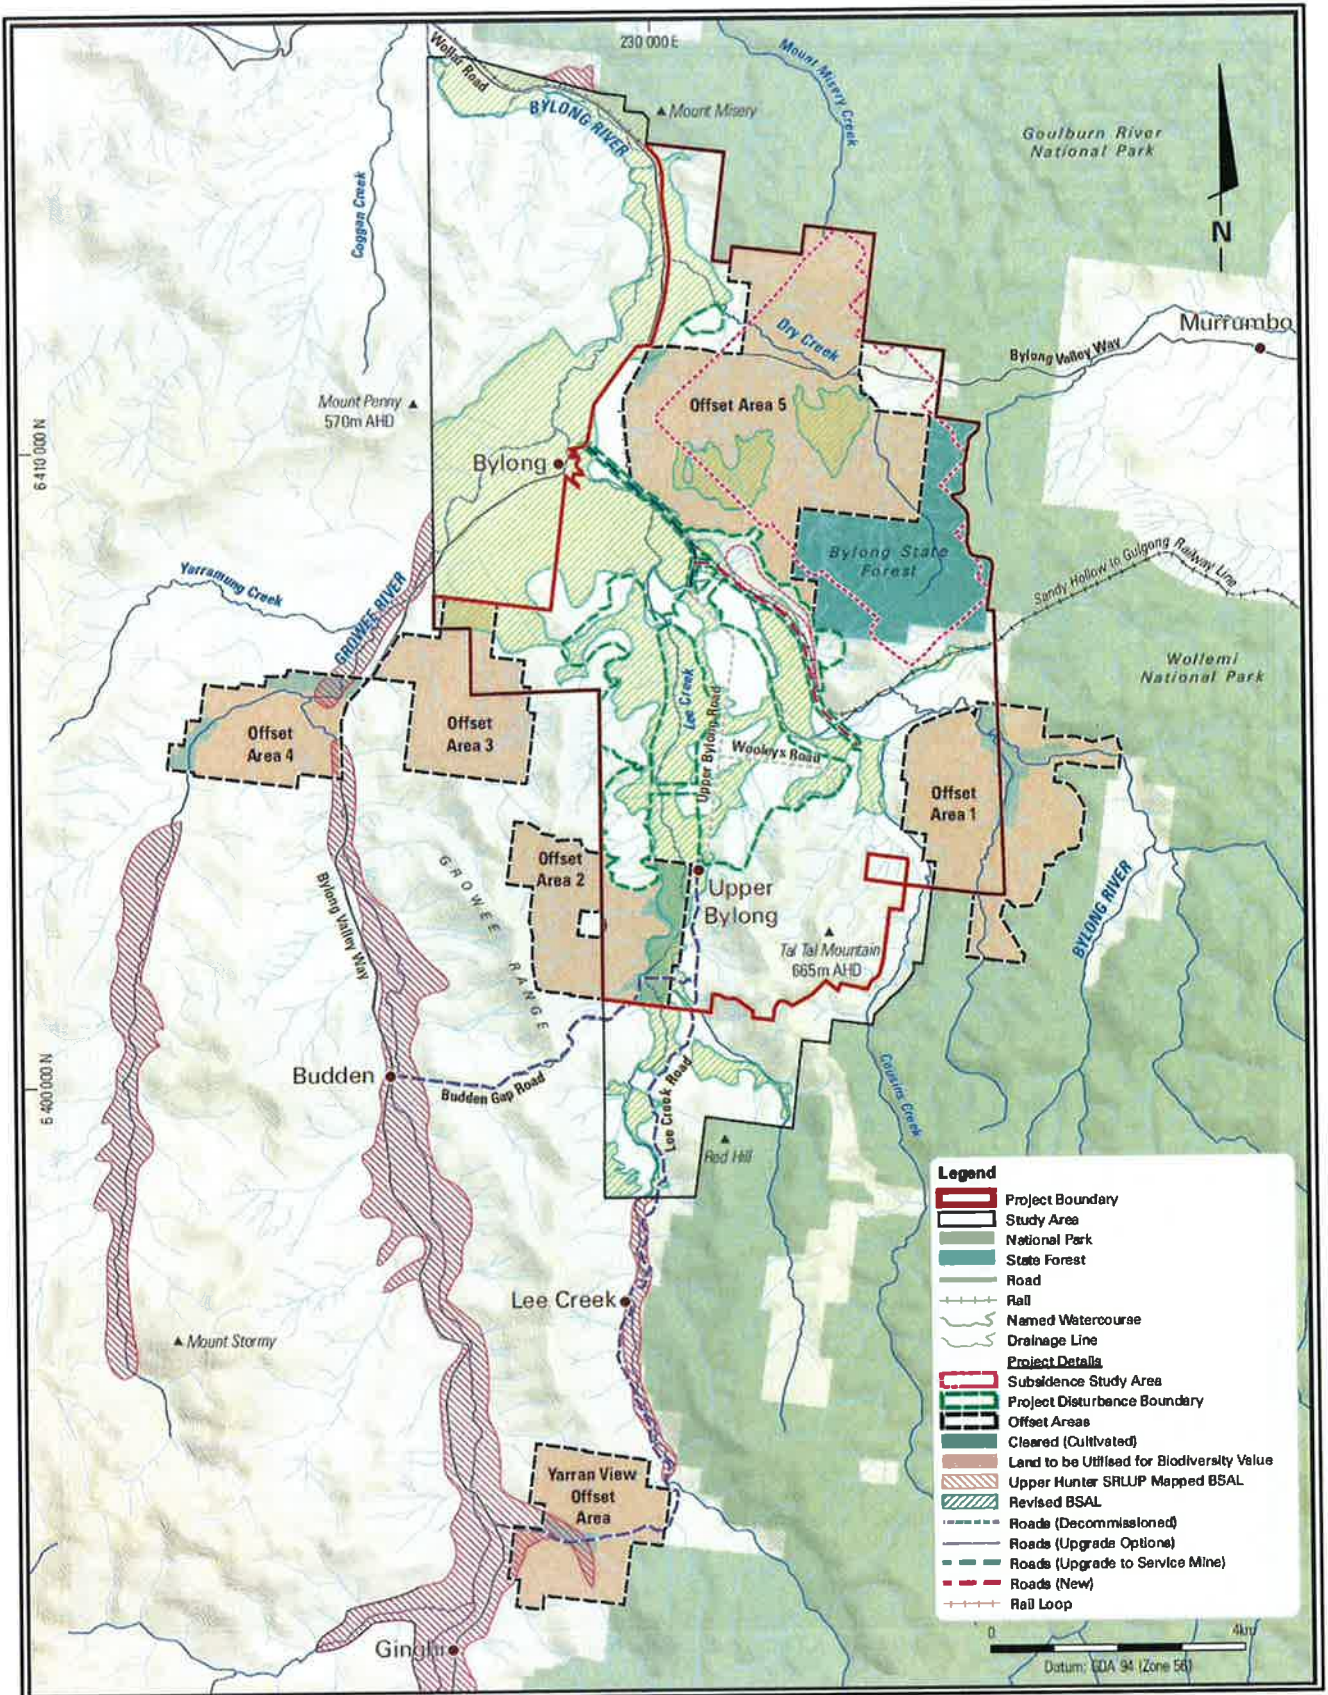 230 000 E
Wollar Road
BYLONG RIVER
Mount Misery
Mount Misery Creek
Goulburn River
National Park
N
Coggan Creek
Murrumbo
Dry Creek
Bylong Valley Way
Mount Penny
570m AHD
Offset Area 5
6 410 000 N
Bylong
Bylong State
Forest
Sandy Hollow to Gulgong Railway Line
Yarramung Creek
GROWEE RIVER
Wollemi
National Park
Offset
Area 4
Offset
Area 3
Lee Creek
Upper Bylong Road
Wooleys Road
Offset
Area 1
Offset
Area 2
GROWEE RANGE
Bylong Valley Way
Upper
Bylong
BYLONG RIVER
Tal Tal Mountain
665m AHD
6 400 000 N
Budden
Budden Gap Road
Lee Creek Road
Cousins Creek
Red Hill
Lee Creek
Mount Stormy
Yarran View
Offset
Area
Ginghi
Legend
Project Boundary
Study Area
National Park
State Forest
Road
Rail
Named Watercourse
Drainage Line
Project Details
Subsidence Study Area
Project Disturbance Boundary
Offset Areas
Cleared (Cultivated)
Land to be Utilised for Biodiversity Value
Upper Hunter SRLUP Mapped BSAL
Revised BSAL
Roads (Decommissioned)
Roads (Upgrade Options)
Roads (Upgrade to Service Mine)
Roads (New)
Rail Loop
0 4km
Datum: GDA 94 (Zone 56)